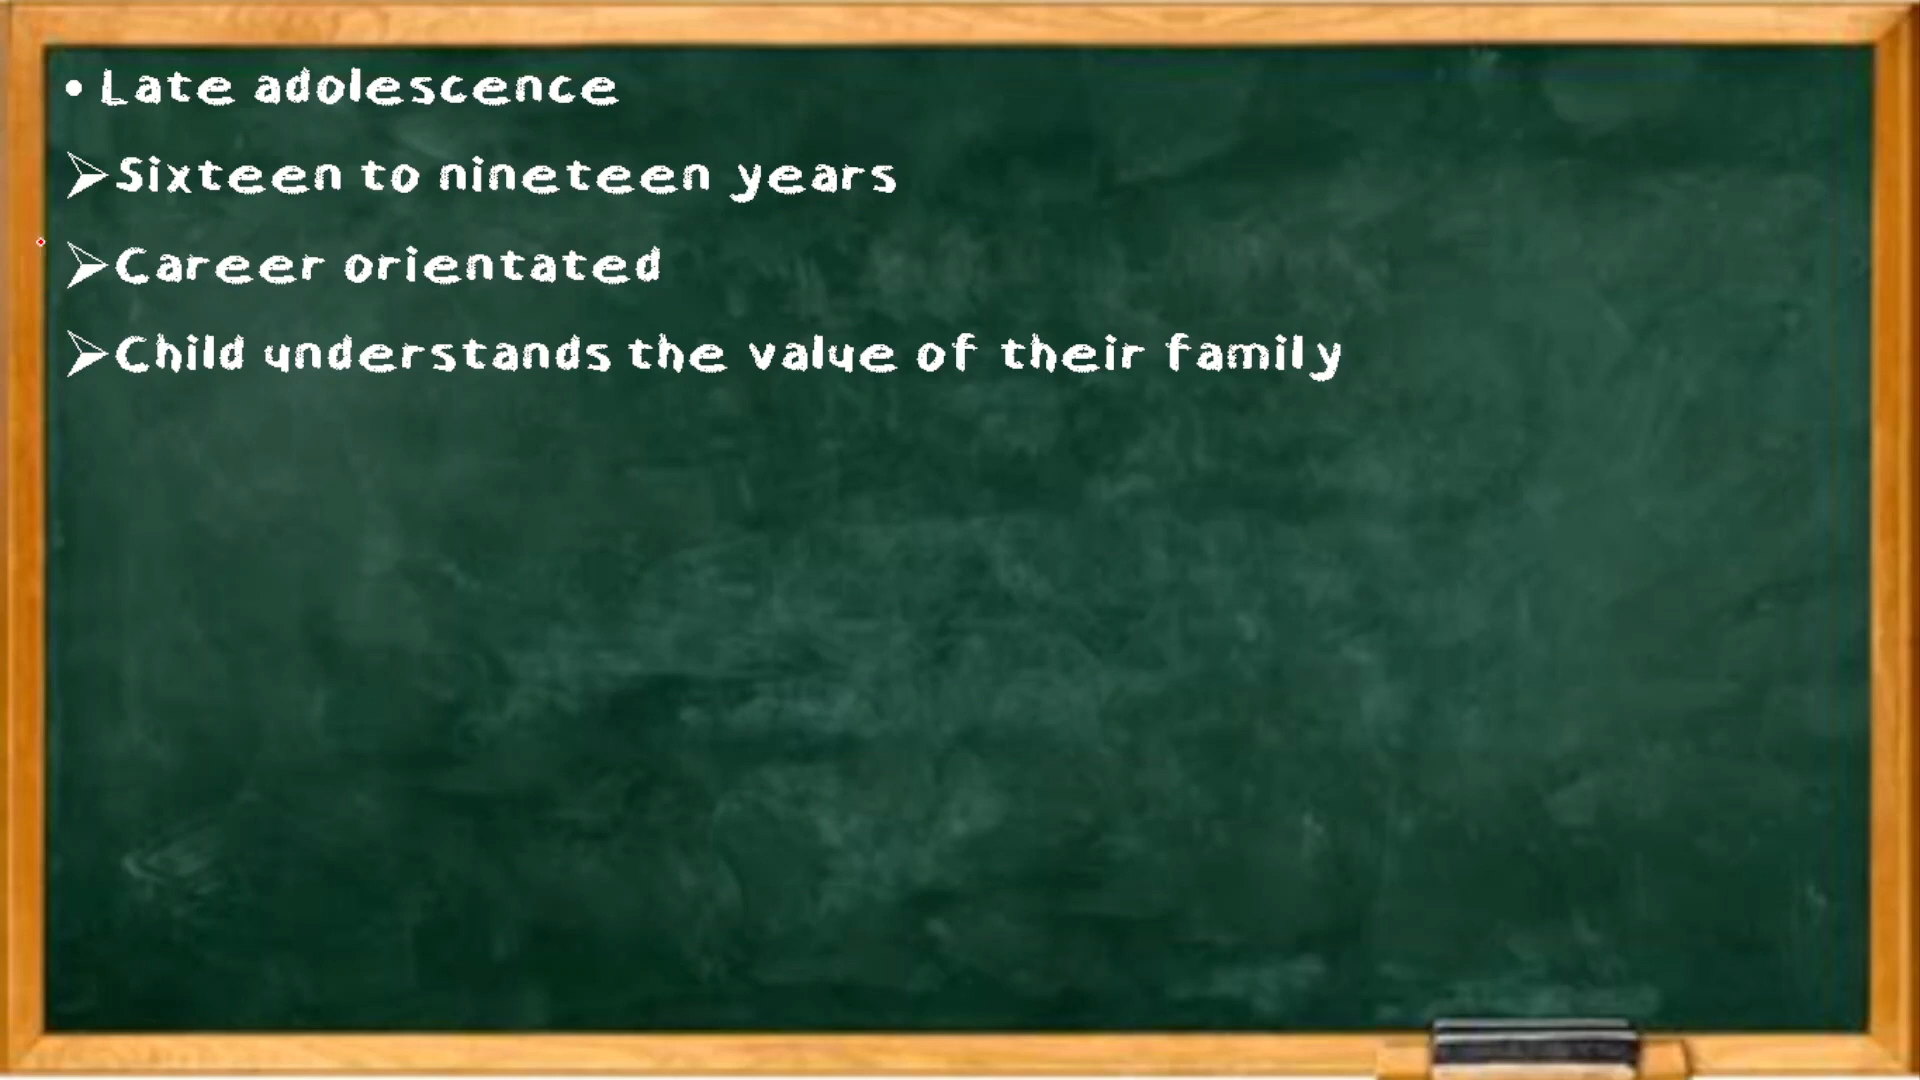 • Late adolescence
➢Sixteen to nineteen years
➢Career orientated
➢Child understands the value of their family